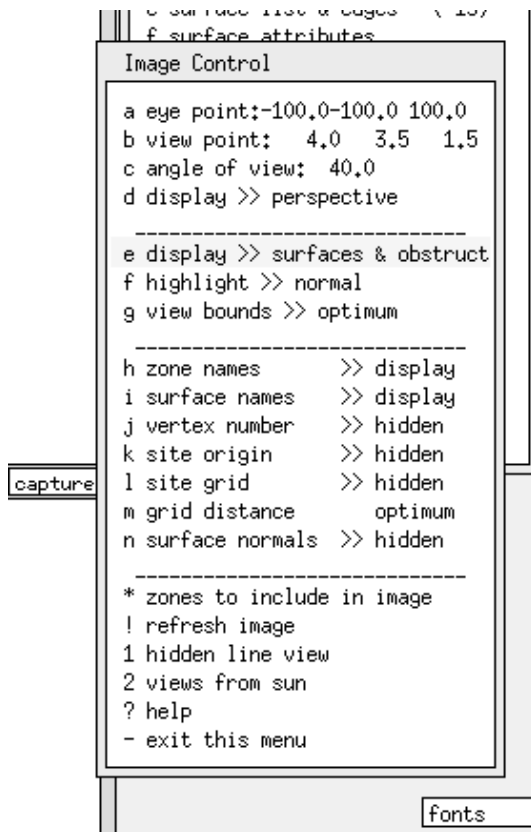 f surface attributes
Image Control
a eye point:-100.0-100.0 100.0
b view point:   4.0   3.5   1.5
c angle of view:  40.0
d display >> perspective
e display >> surfaces & obstruct
f highlight >> normal
g view bounds >> optimum
h zone names >> display
i surface names >> display
j vertex number >> hidden
k site origin >> hidden
l site grid >> hidden
m grid distance optimum
n surface normals >> hidden
* zones to include in image
! refresh image
1 hidden line view
2 views from sun
? help
- exit this menu
capture
fonts